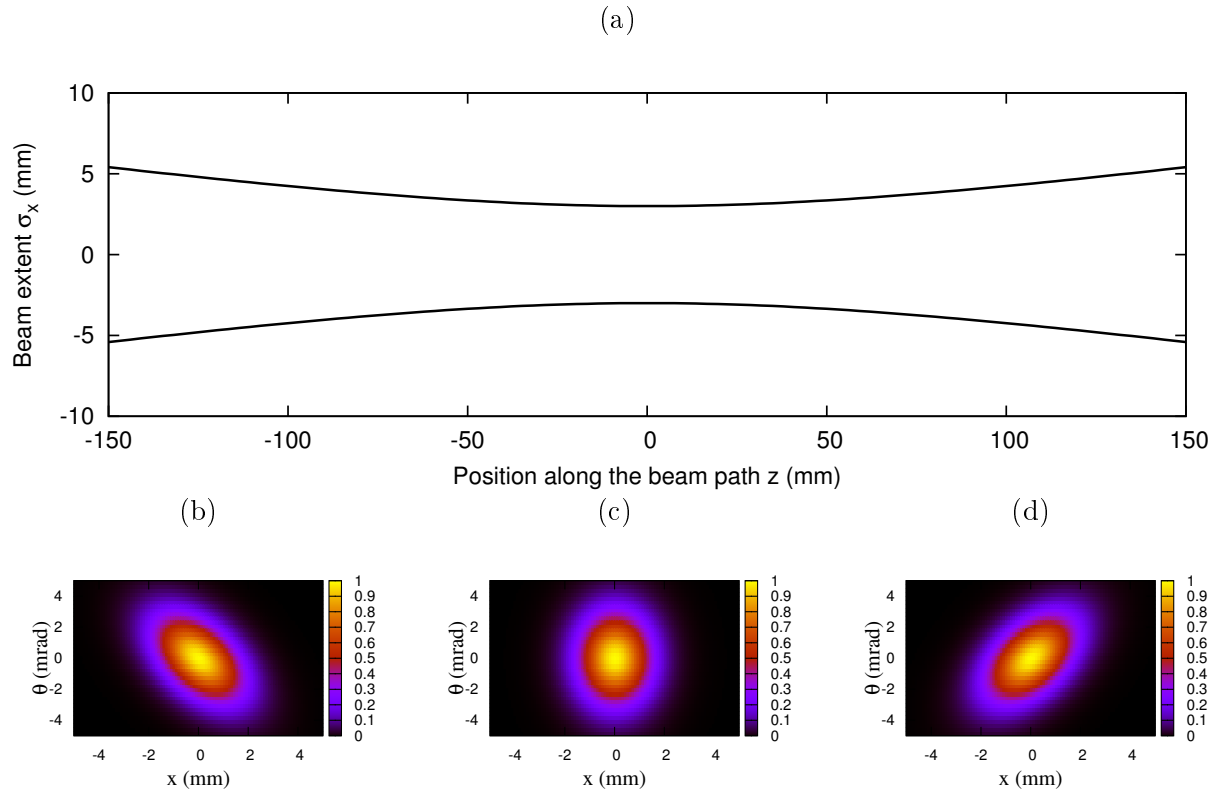 (a)
10
5
0
-5
-10
Beam extent σx (mm)
-150 -100 -50 0 50 100 150
Position along the beam path z (mm)
(b) (c) (d)
4 2 0 -2 -4
θ (mrad)
-4 -2 0 2 4
x (mm)
1 0.9 0.8 0.7 0.6 0.5 0.4 0.3 0.2 0.1 0
4 2 0 -2 -4
θ (mrad)
-4 -2 0 2 4
x (mm)
1 0.9 0.8 0.7 0.6 0.5 0.4 0.3 0.2 0.1 0
4 2 0 -2 -4
θ (mrad)
-4 -2 0 2 4
x (mm)
1 0.9 0.8 0.7 0.6 0.5 0.4 0.3 0.2 0.1 0